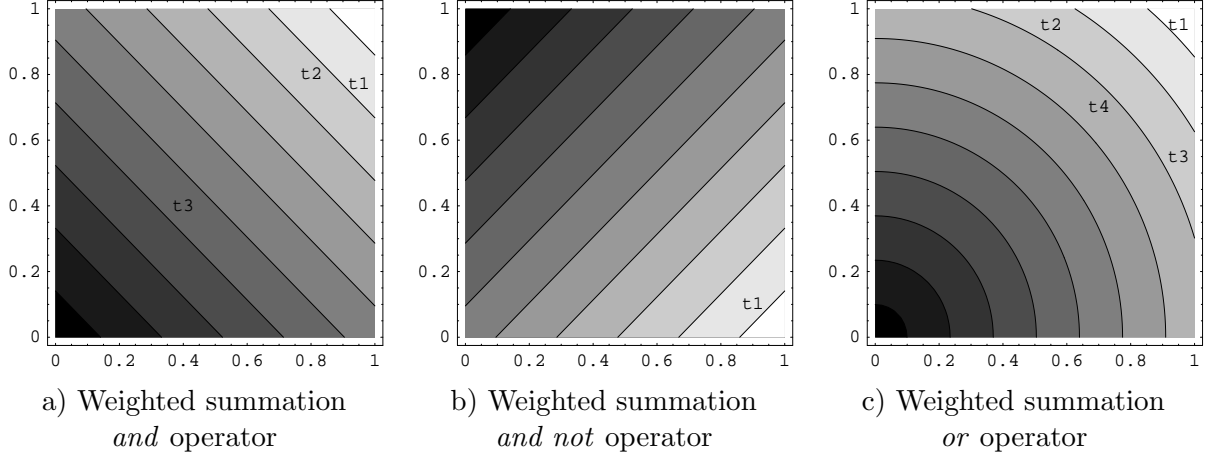 1
0.8
0.6
0.4
0.2
0
0 0.2 0.4 0.6 0.8 1
t1
t2
t3
a) Weighted summation
and operator
1
0.8
0.6
0.4
0.2
0
0 0.2 0.4 0.6 0.8 1
t1
b) Weighted summation
and not operator
1
0.8
0.6
0.4
0.2
0
0 0.2 0.4 0.6 0.8 1
t2
t1
t4
t3
c) Weighted summation
or operator